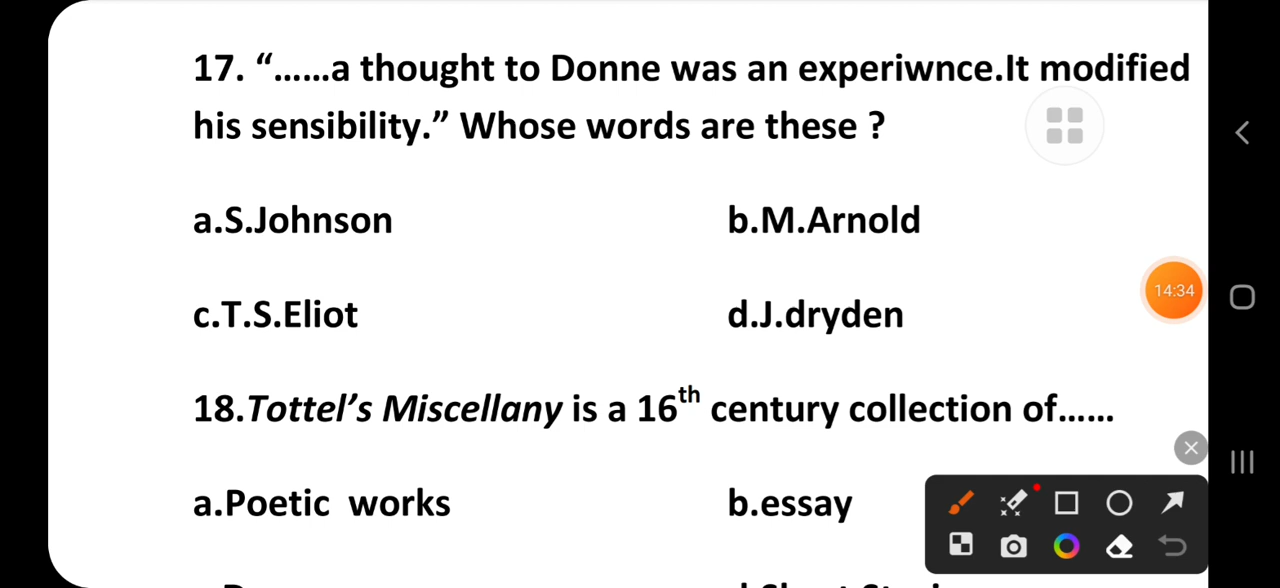 17. “......a thought to Donne was an experiwnce.It modified
his sensibility.” Whose words are these ?
a.S.Johnson b.M.Arnold
c.T.S.Eliot d.J.dryden
14:34
18.Tottel’s Miscellany is a 16th century collection of......
a.Poetic works b.essay